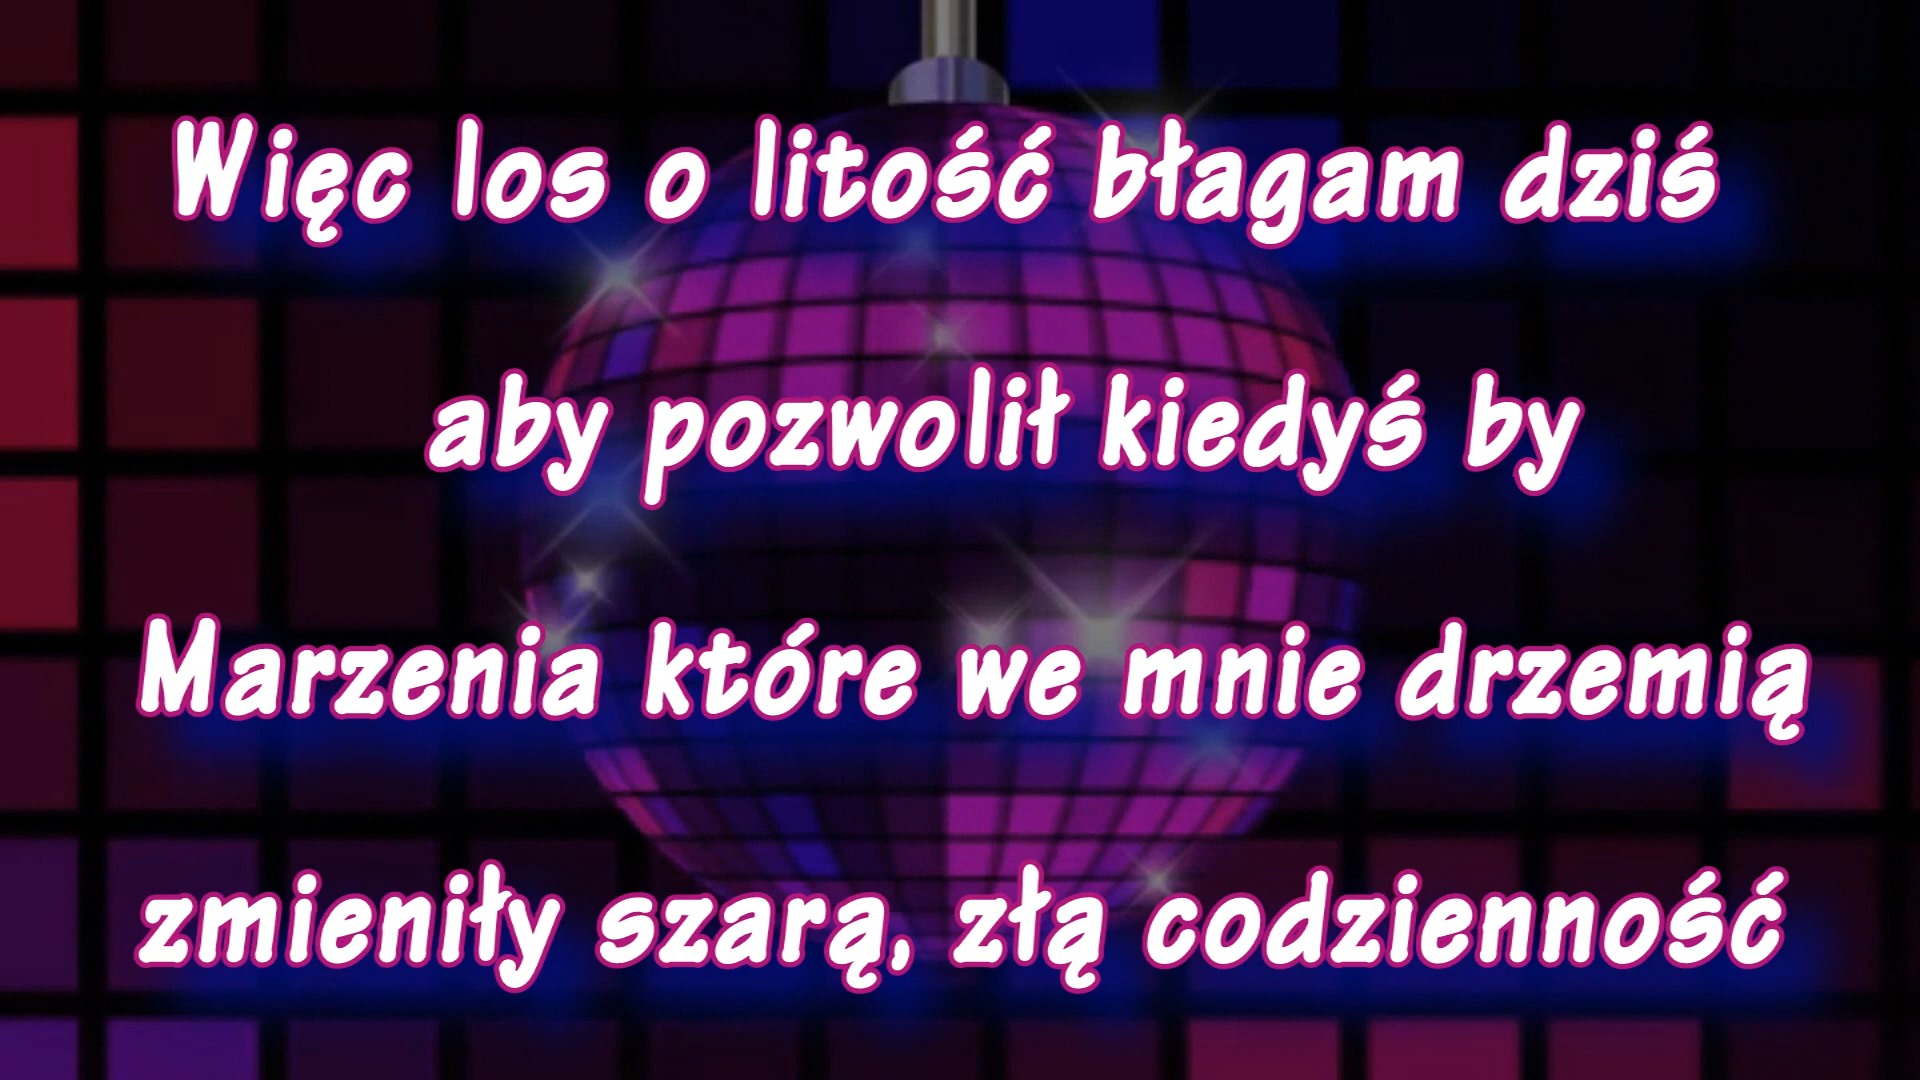 Więc los o litość błagam dziś
aby pozwolił kiedyś by
Marzenia które we mnie drzemią
zmieniły szarą, złą codzienność